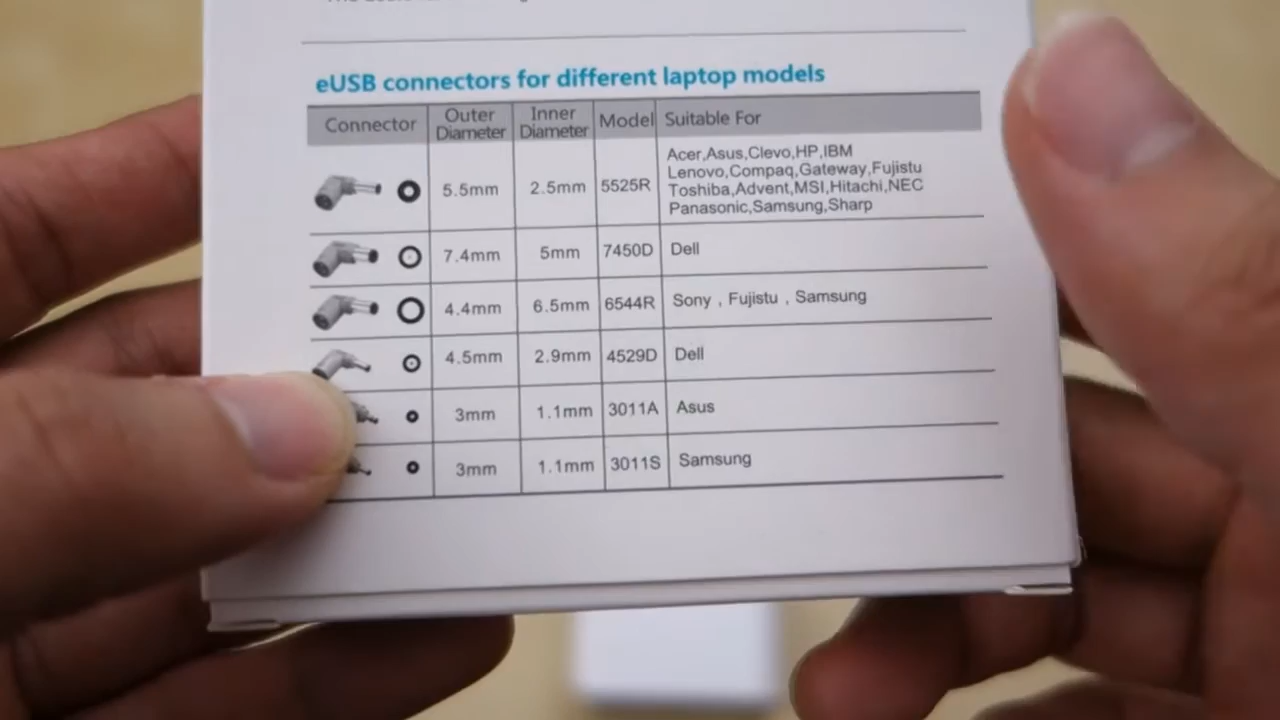 eUSB connectors for different laptop models
Connector Outer Diameter Inner Diameter Model Suitable For
5.5mm 2.5mm 5525R Acer,Asus,Clevo,HP,IBM
Lenovo,Compaq,Gateway,Fujistu
Toshiba,Advent,MSI,Hitachi,NEC
Panasonic,Samsung,Sharp
7.4mm 5mm 7450D Dell
4.4mm 6.5mm 6544R Sony , Fujistu , Samsung
4.5mm 2.9mm 4529D Dell
3mm 1.1mm 3011A Asus
3mm 1.1mm 3011S Samsung